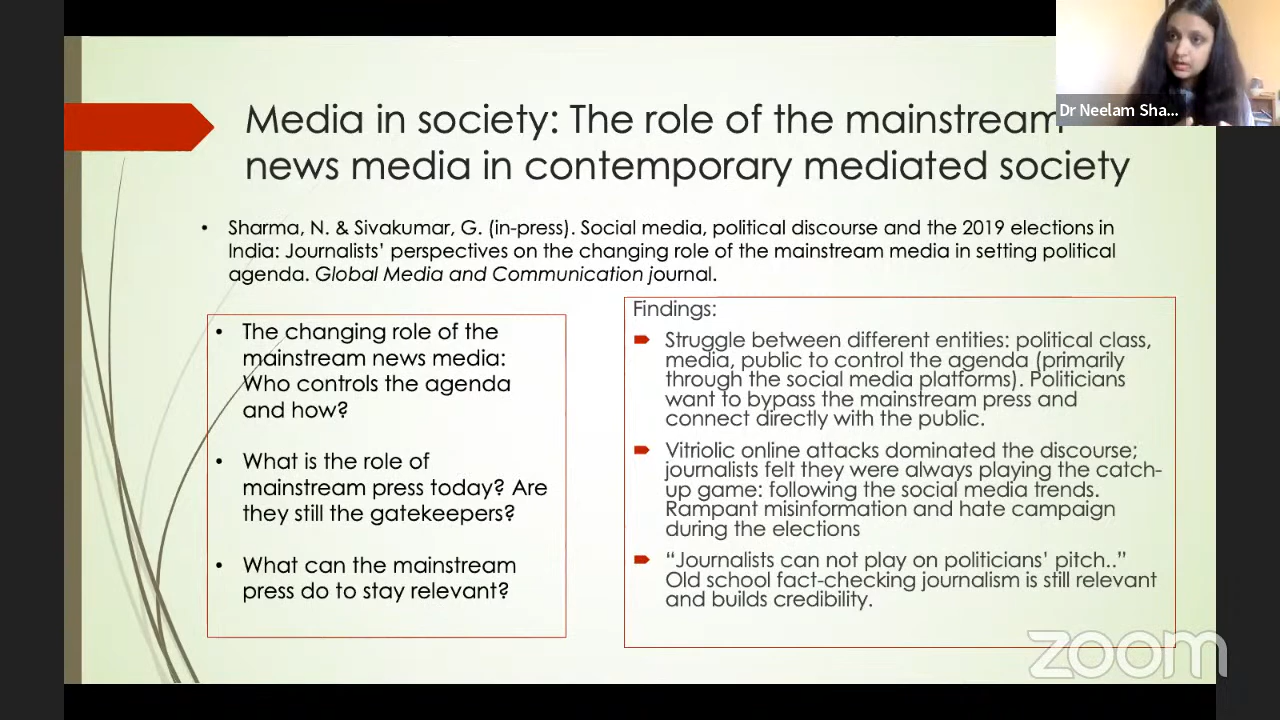 Media in society: The role of the mainstream
news media in contemporary mediated society
Dr Neelam Sha...
• Sharma, N. & Sivakumar, G. (in-press). Social media, political discourse and the 2019 elections in
India: Journalists' perspectives on the changing role of the mainstream media in setting political
agenda. Global Media and Communication journal.
• The changing role of the
mainstream news media:
Who controls the agenda
and how?
• What is the role of
mainstream press today? Are
they still the gatekeepers?
• What can the mainstream
press do to stay relevant?
Findings:
Struggle between different entities: political class,
media, public to control the agenda (primarily
through the social media platforms). Politicians
want to bypass the mainstream press and
connect directly with the public.
Vitriolic online attacks dominated the discourse;
journalists felt they were always playing the catch-
up game: following the social media trends.
Rampant misinformation and hate campaign
during the elections
“Journalists can not play on politicians' pitch..”
Old school fact-checking journalism is still relevant
and builds credibility.
zoom